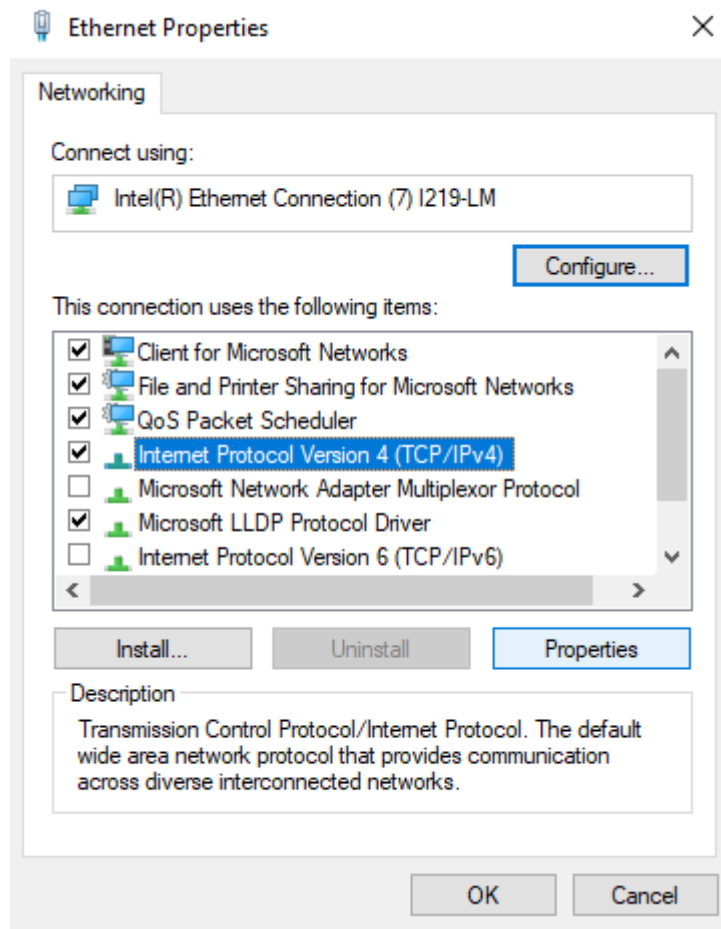 Ethernet Properties
Networking
Connect using:
Intel(R) Ethernet Connection (7) I219-LM
Configure...
This connection uses the following items:
Client for Microsoft Networks
File and Printer Sharing for Microsoft Networks
QoS Packet Scheduler
Internet Protocol Version 4 (TCP/IPv4)
Microsoft Network Adapter Multiplexor Protocol
Microsoft LLDP Protocol Driver
Internet Protocol Version 6 (TCP/IPv6)
Install... Uninstall Properties
Description
Transmission Control Protocol/Internet Protocol. The default
wide area network protocol that provides communication
across diverse interconnected networks.
OK Cancel